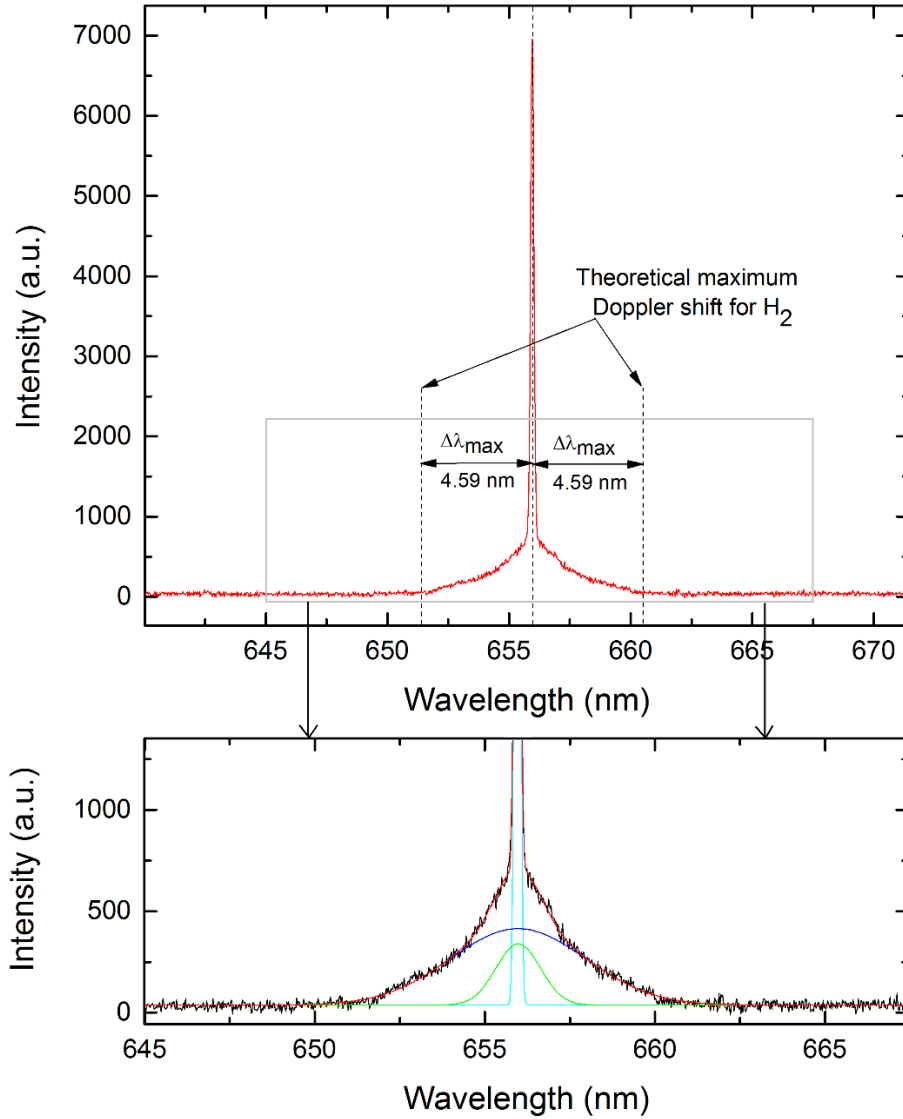 7000
6000
5000
4000
3000
2000
1000
0
Intensity (a.u.)
Theoretical maximum
Doppler shift for H2
Δλmax
4.59 nm
Δλmax
4.59 nm
645 650 655 660 665 670
Wavelength (nm)
1000
500
0
Intensity (a.u.)
645 650 655 660 665
Wavelength (nm)